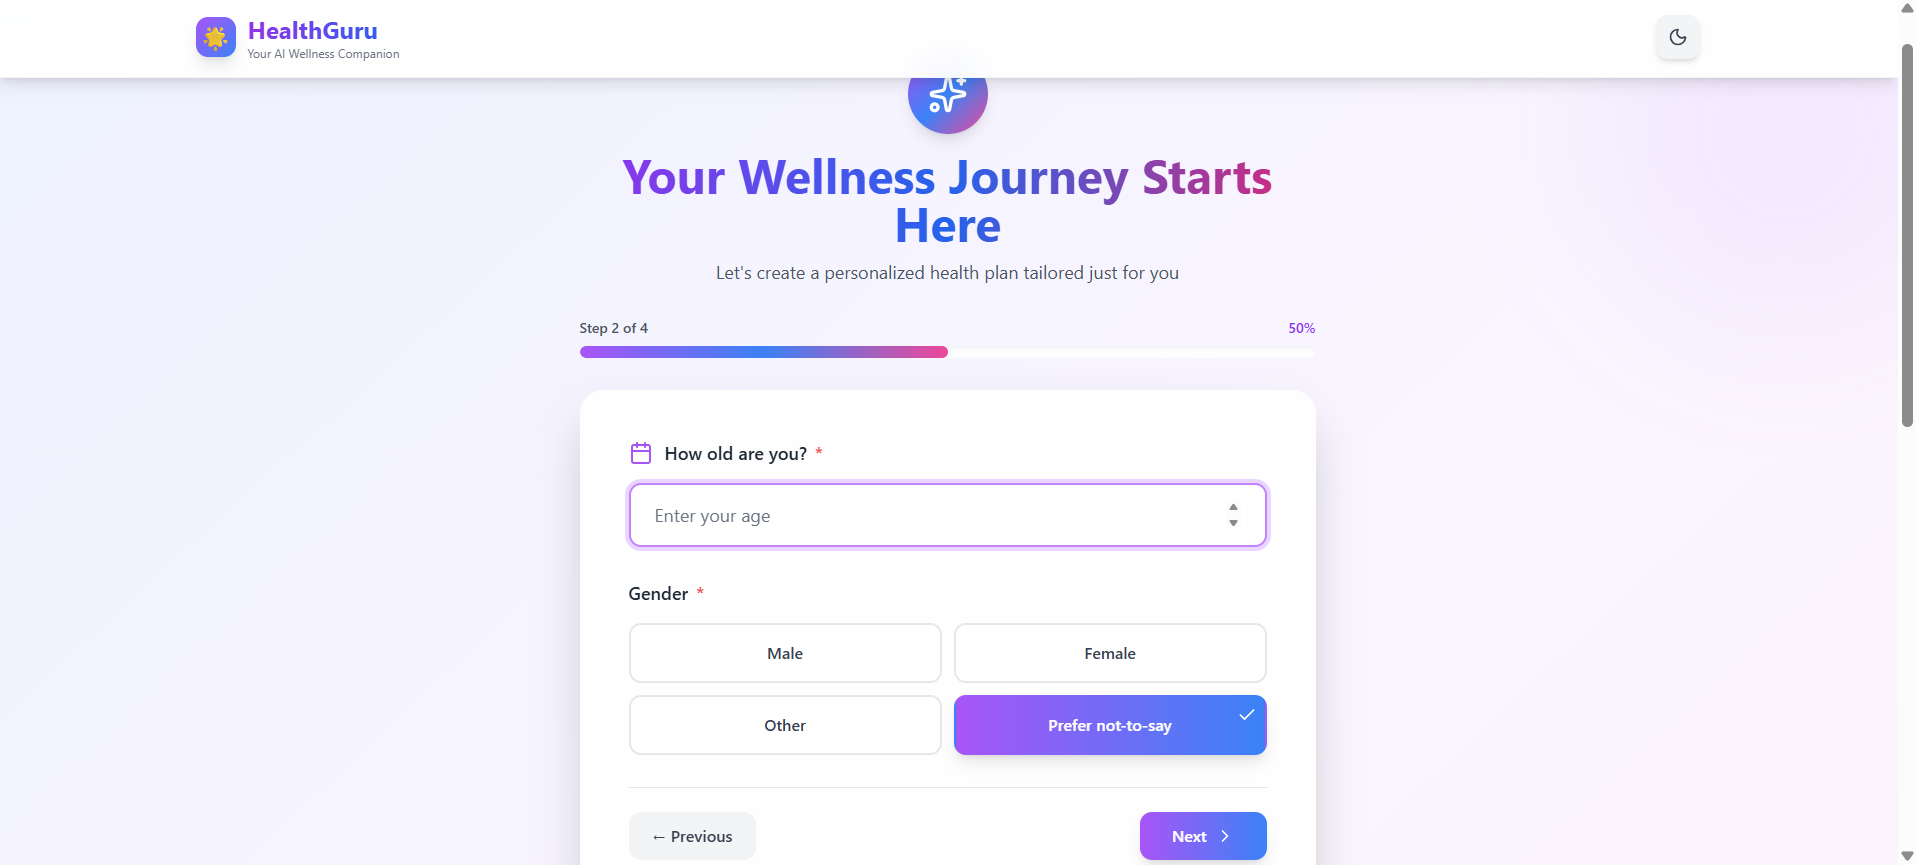 HealthGuru
Your AI Wellness Companion
Your Wellness Journey Starts
Here
Let's create a personalized health plan tailored just for you
Step 2 of 4
50%
How old are you? *
Enter your age
Gender *
Male
Female
Other
Prefer not-to-say
← Previous
Next